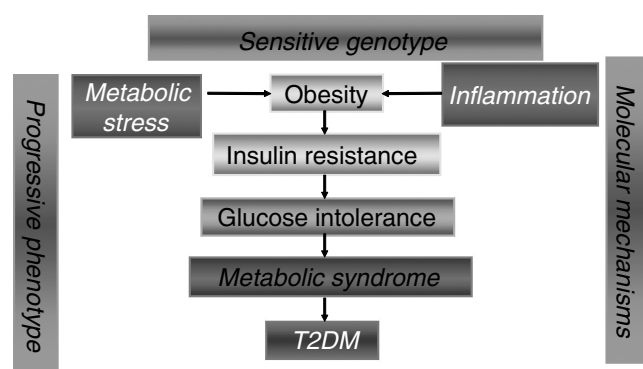 Sensitive genotype
Progressive phenotype
Metabolic
stress
Obesity
Inflammation
Molecular mechanisms
Insulin resistance
Glucose intolerance
Metabolic syndrome
T2DM